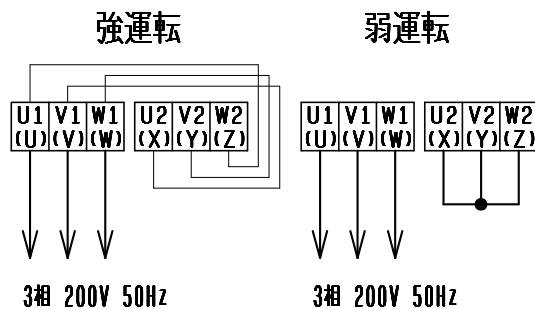 強運転
弱運転
U1 V1 W1 U2 V2 W2
(U) (V) (W) (X) (Y) (Z)
U1 V1 W1 U2 V2 W2
(U) (V) (W) (X) (Y) (Z)
3相 200V 50Hz
3相 200V 50Hz